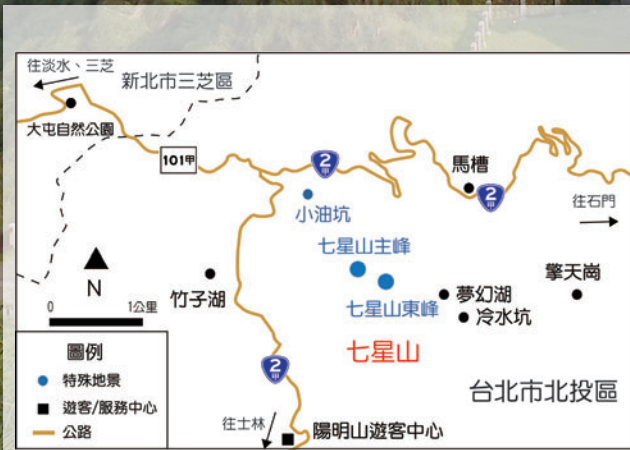 往淡水、三芝
新北市三芝區
大屯自然公園
101甲
2
甲
馬槽
2
甲
小油坑
往石門
七星山主峰
N
竹子湖
擎天崗
夢幻湖
七星山東峰
冷水坑
0 1公里
七星山
圖例
特殊地景
2
甲
台北市北投區
遊客/服務中心
公路
往士林
陽明山遊客中心